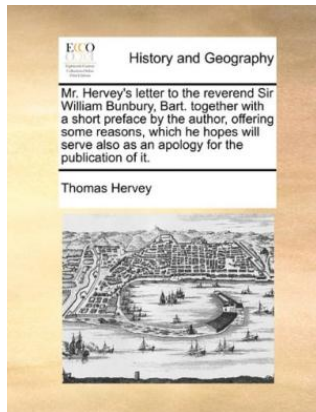 ECCO
History and Geography
Mr. Hervey's letter to the reverend Sir
William Bunbury, Bart. together with
a short preface by the author, offering
some reasons, which he hopes will
serve also as an apology for the
publication of it.
Thomas Hervey